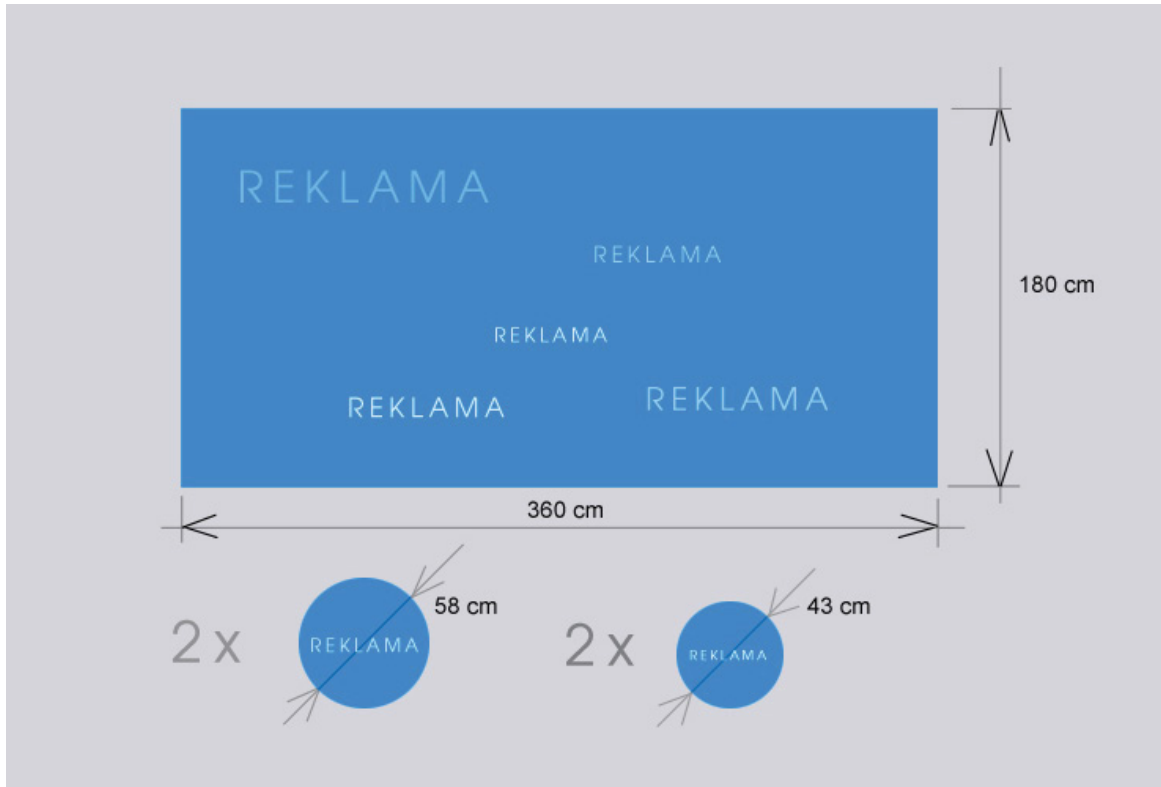 REKLAMA
REKLAMA
180 cm
REKLAMA
REKLAMA
REKLAMA
360 cm
58 cm
43 cm
2 x
REKLAMA
2 x
REKLAMA